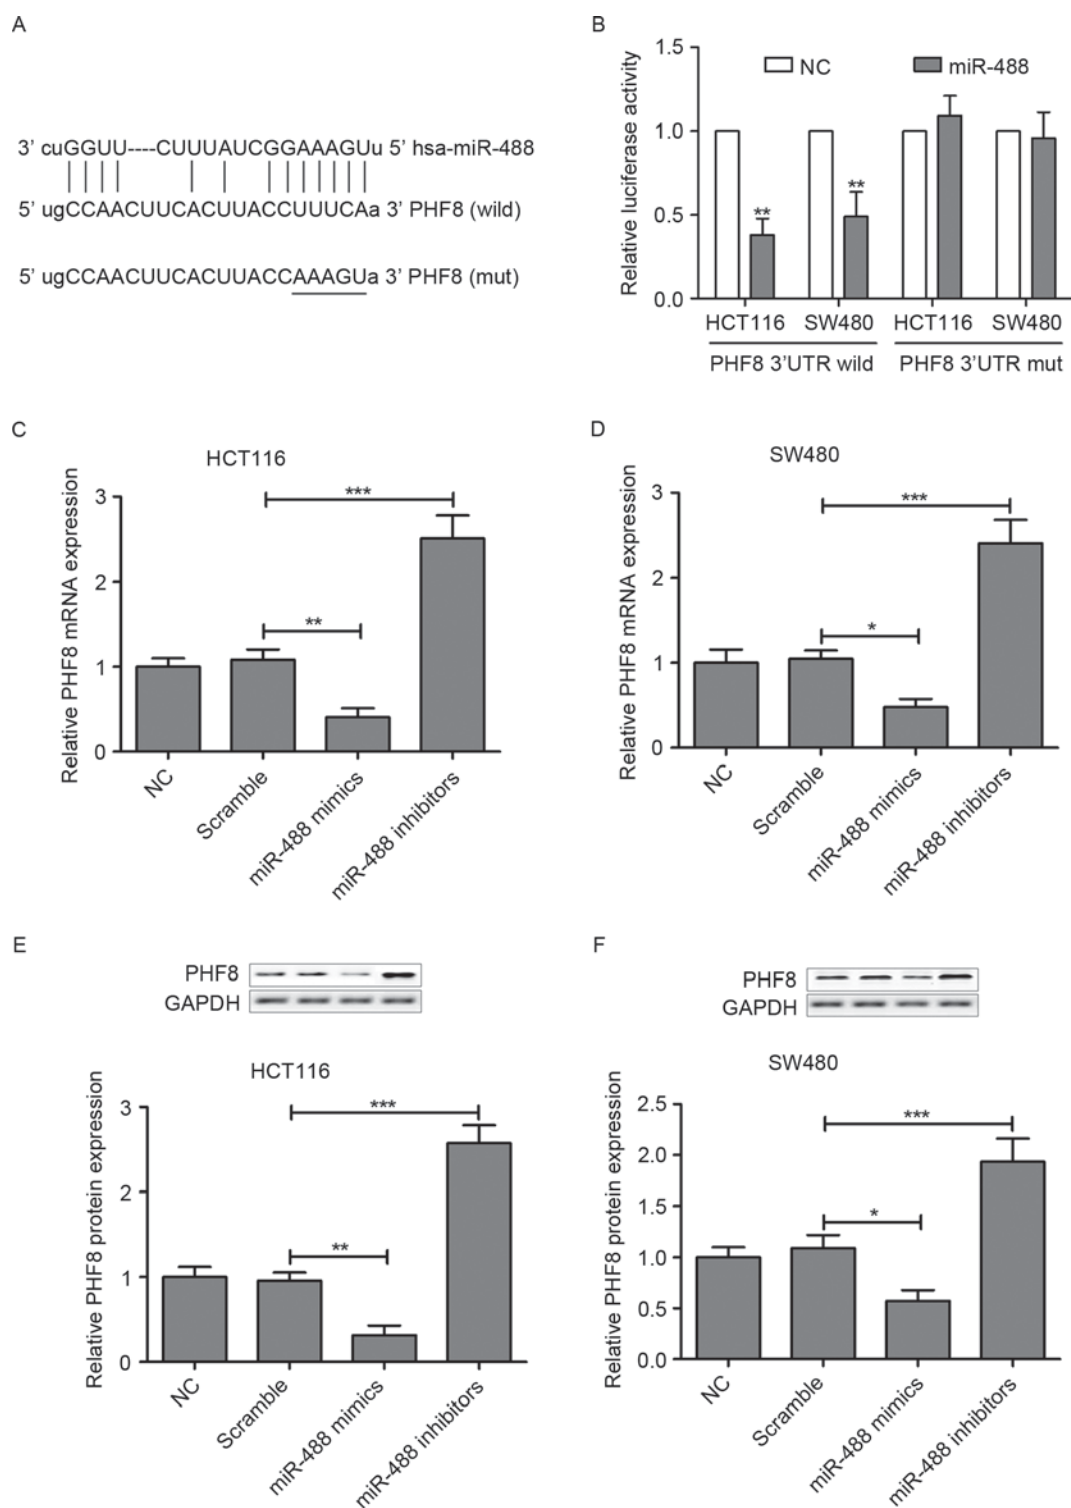 A
3' cuGGUU----CUUUAUCGGAAAGUu 5' hsa-miR-488
5' ugCCAACUUCACUUACCUUUCAa 3' PHF8 (wild)
5' ugCCAACUUCACUUACCAAAGUa 3' PHF8 (mut)
B
Relative luciferase activity
1.5
1.0
0.5
0.0
NC
miR-488
**
**
HCT116 SW480 HCT116 SW480
PHF8 3'UTR wild PHF8 3'UTR mut
C
HCT116
Relative PHF8 mRNA expression
3
2
1
0
***
**
NC
Scramble
miR-488 mimics
miR-488 inhibitors
D
SW480
Relative PHF8 mRNA expression
3
2
1
0
***
*
NC
Scramble
miR-488 mimics
miR-488 inhibitors
E
PHF8
GAPDH
HCT116
Relative PHF8 protein expression
3
2
1
0
***
**
NC
Scramble
miR-488 mimics
miR-488 inhibitors
F
PHF8
GAPDH
SW480
Relative PHF8 protein expression
2.5
2.0
1.5
1.0
0.5
0.0
***
*
NC
Scramble
miR-488 mimics
miR-488 inhibitors